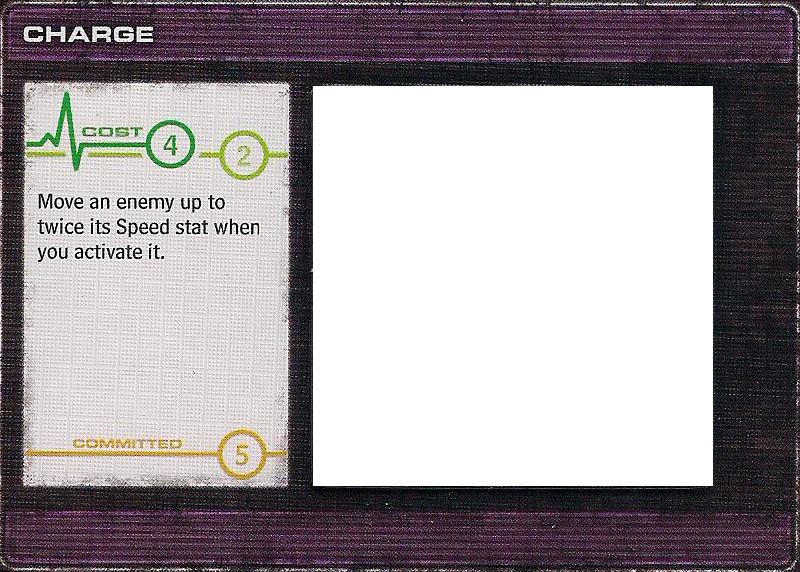 CHARGE
COST 4 2
Move an enemy up to
twice its Speed stat when
you activate it.
COMMITTED 5